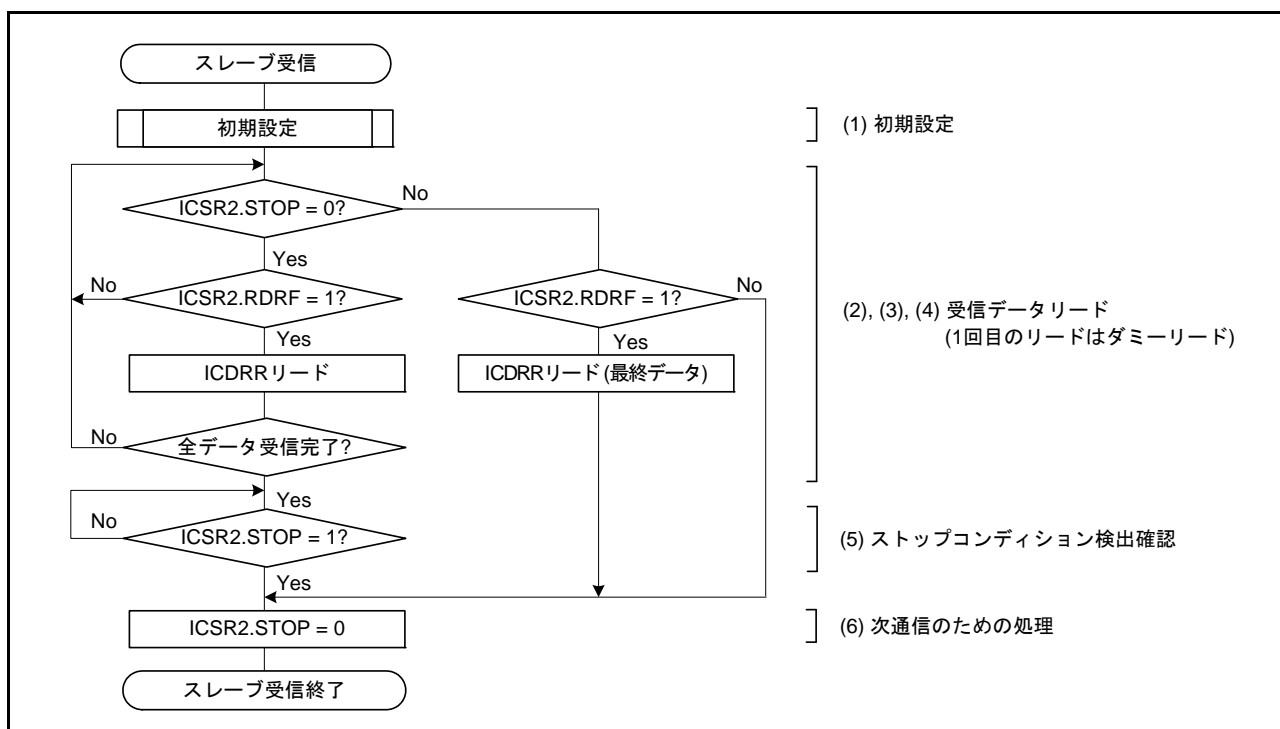 スレーブ受信
初期設定
(1) 初期設定
ICSR2.STOP = 0?
No
Yes
No
ICSR2.RDRF = 1?
ICSR2.RDRF = 1?
No
Yes
Yes
(2), (3), (4) 受信データリード
(1回目のリードはダミーリード)
ICDRRリード
ICDRRリード (最終データ)
No
全データ受信完了?
Yes
No
ICSR2.STOP = 1?
(5) ストップコンディション検出確認
Yes
ICSR2.STOP = 0
(6) 次通信のための処理
スレーブ受信終了